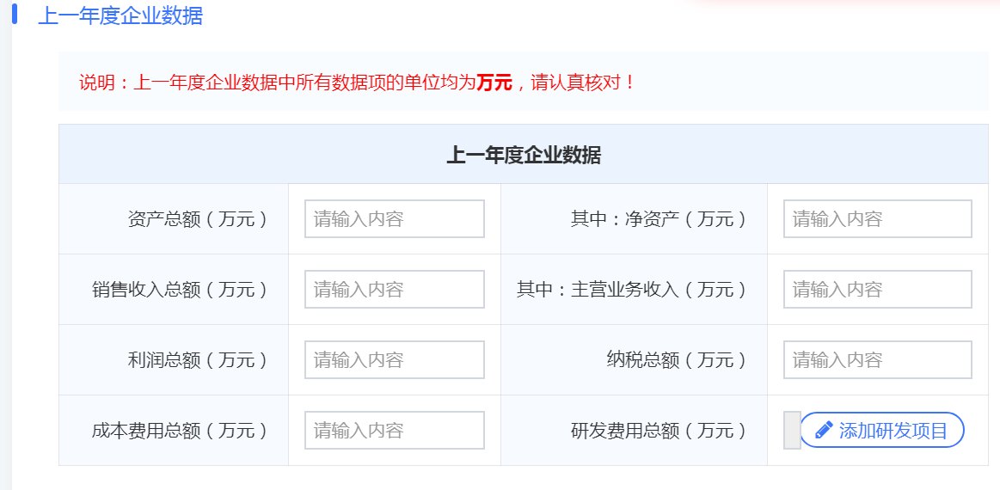 上一年度企业数据
说明：上一年度企业数据中所有数据项的单位均为万元，请认真核对！
上一年度企业数据
资产总额（万元） 请输入内容 其中：净资产（万元） 请输入内容
销售收入总额（万元） 请输入内容 其中：主营业务收入（万元） 请输入内容
利润总额（万元） 请输入内容 纳税总额（万元） 请输入内容
成本费用总额（万元） 请输入内容 研发费用总额（万元） 添加研发项目